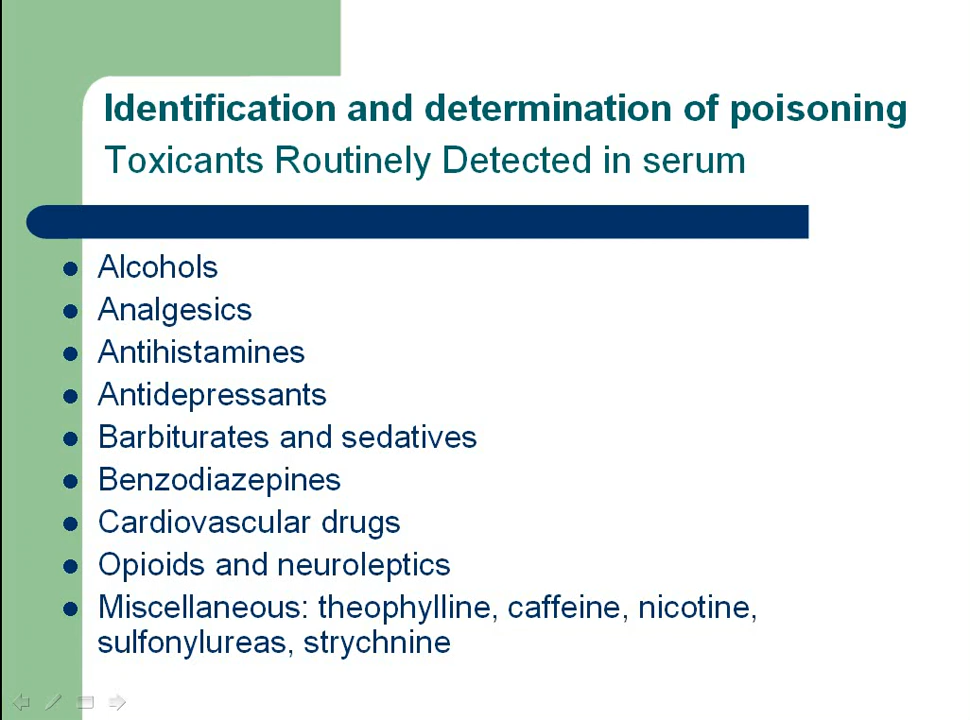 Identification and determination of poisoning
Toxicants Routinely Detected in serum
Alcohols
Analgesics
Antihistamines
Antidepressants
Barbiturates and sedatives
Benzodiazepines
Cardiovascular drugs
Opioids and neuroleptics
Miscellaneous: theophylline, caffeine, nicotine,
sulfonylureas, strychnine